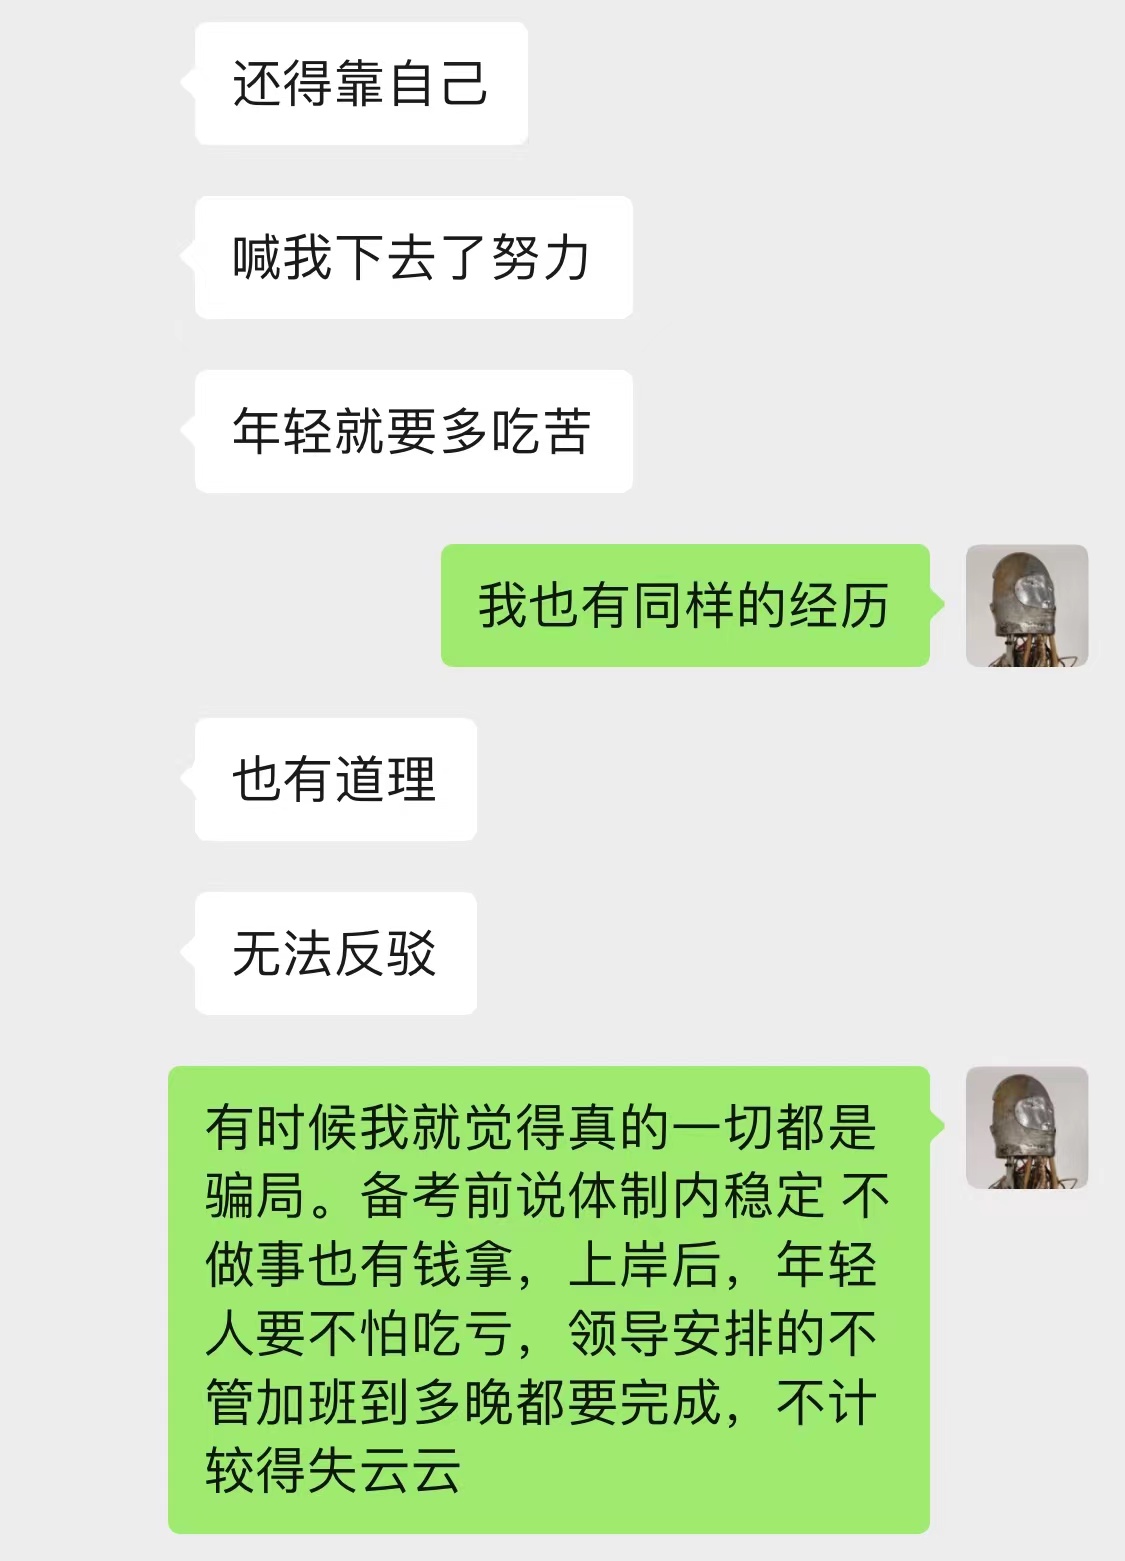 还得靠自己
喊我下去了努力
年轻就要多吃苦
我也有同样的经历
也有道理
无法反驳
有时候我就觉得真的一切都是
骗局。备考前说体制内稳定 不
做事也有钱拿，上岸后，年轻
人要不怕吃亏，领导安排的不
管加班到多晚都要完成，不计
较得失云云